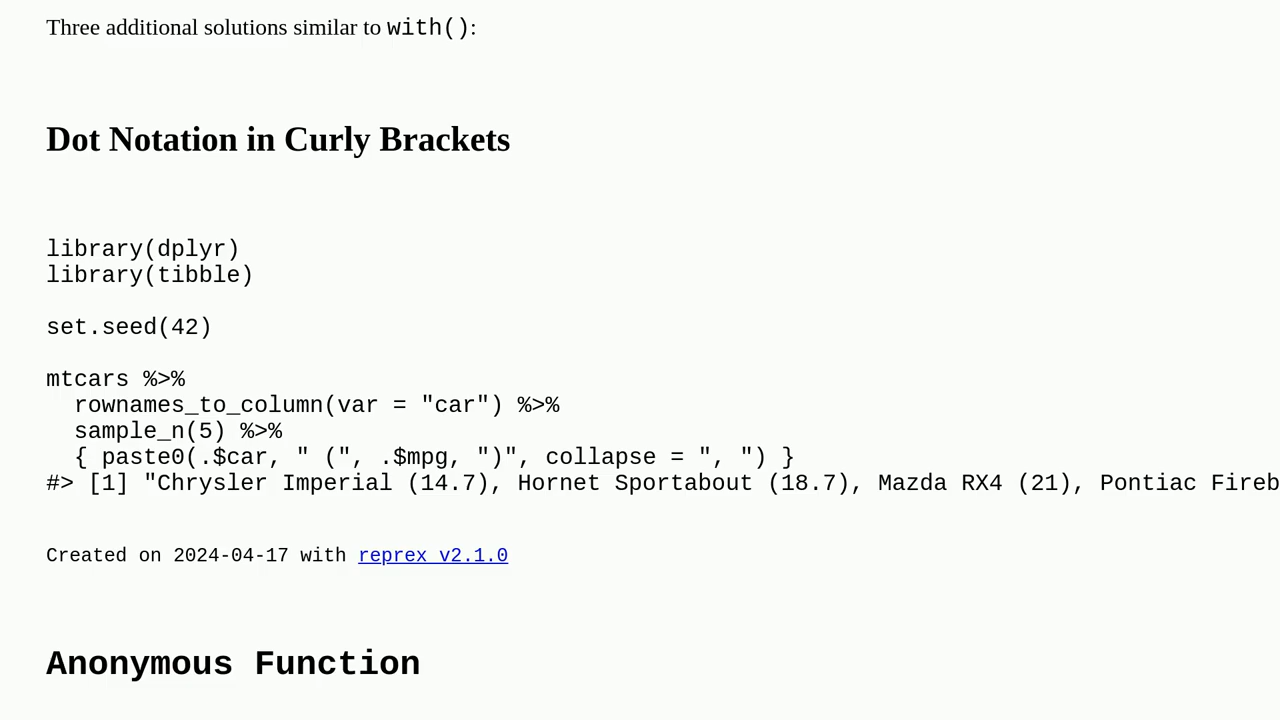 Three additional solutions similar to with():
Dot Notation in Curly Brackets
library(dplyr)
library(tibble)
set.seed(42)
mtcars %>%
  rownames_to_column(var = "car") %>%
  sample_n(5) %>%
  { paste0(.$car, " (", .$mpg, ")", collapse = ", ") }
#> [1] "Chrysler Imperial (14.7), Hornet Sportabout (18.7), Mazda RX4 (21), Pontiac Fireb
Created on 2024-04-17 with reprex v2.1.0
Anonymous Function